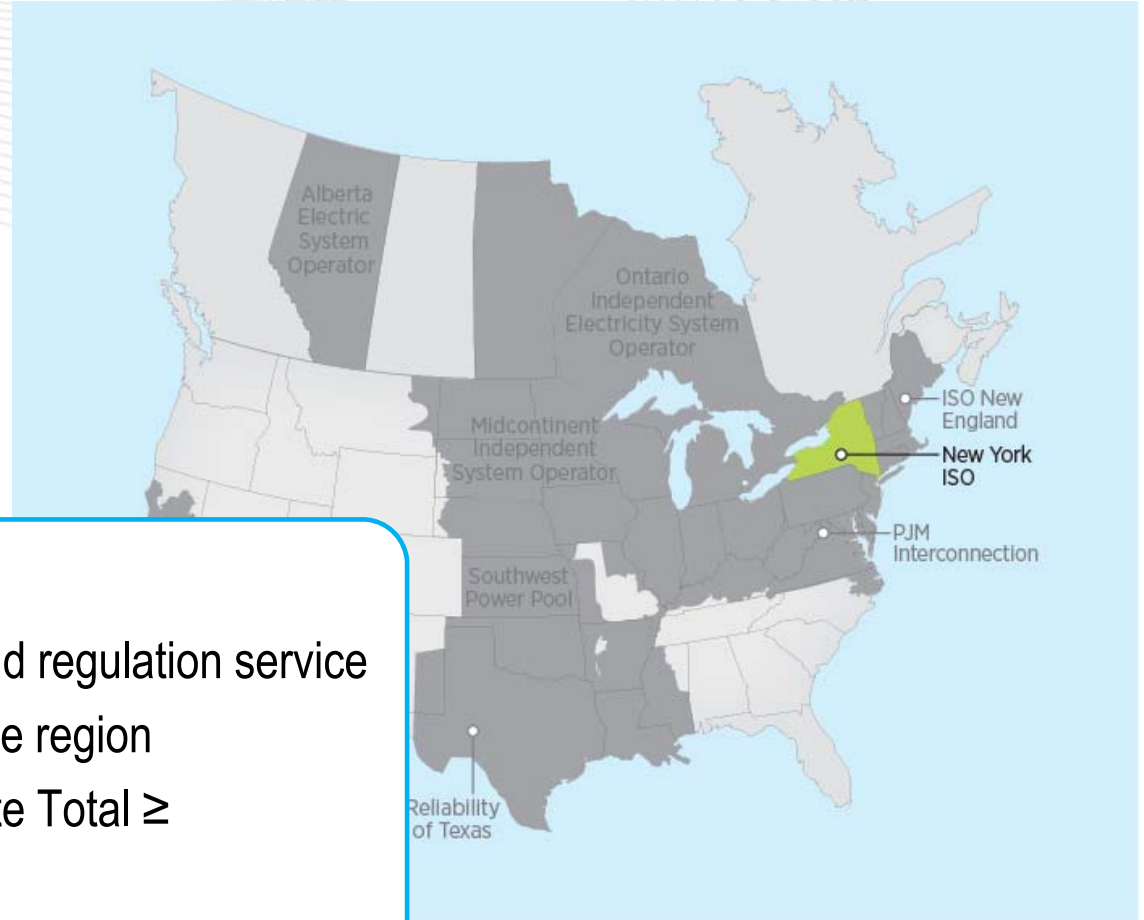 Alberta
Electric
System
Operator
Ontario
Independent
Electricity System
Operator
Midcontinent
Independent
System Operator
ISO New
England
New York
ISO
PJM
Interconnection
Southwest
Power Pool
Reliability
of Texas
d regulation service
e region
te Total ≥